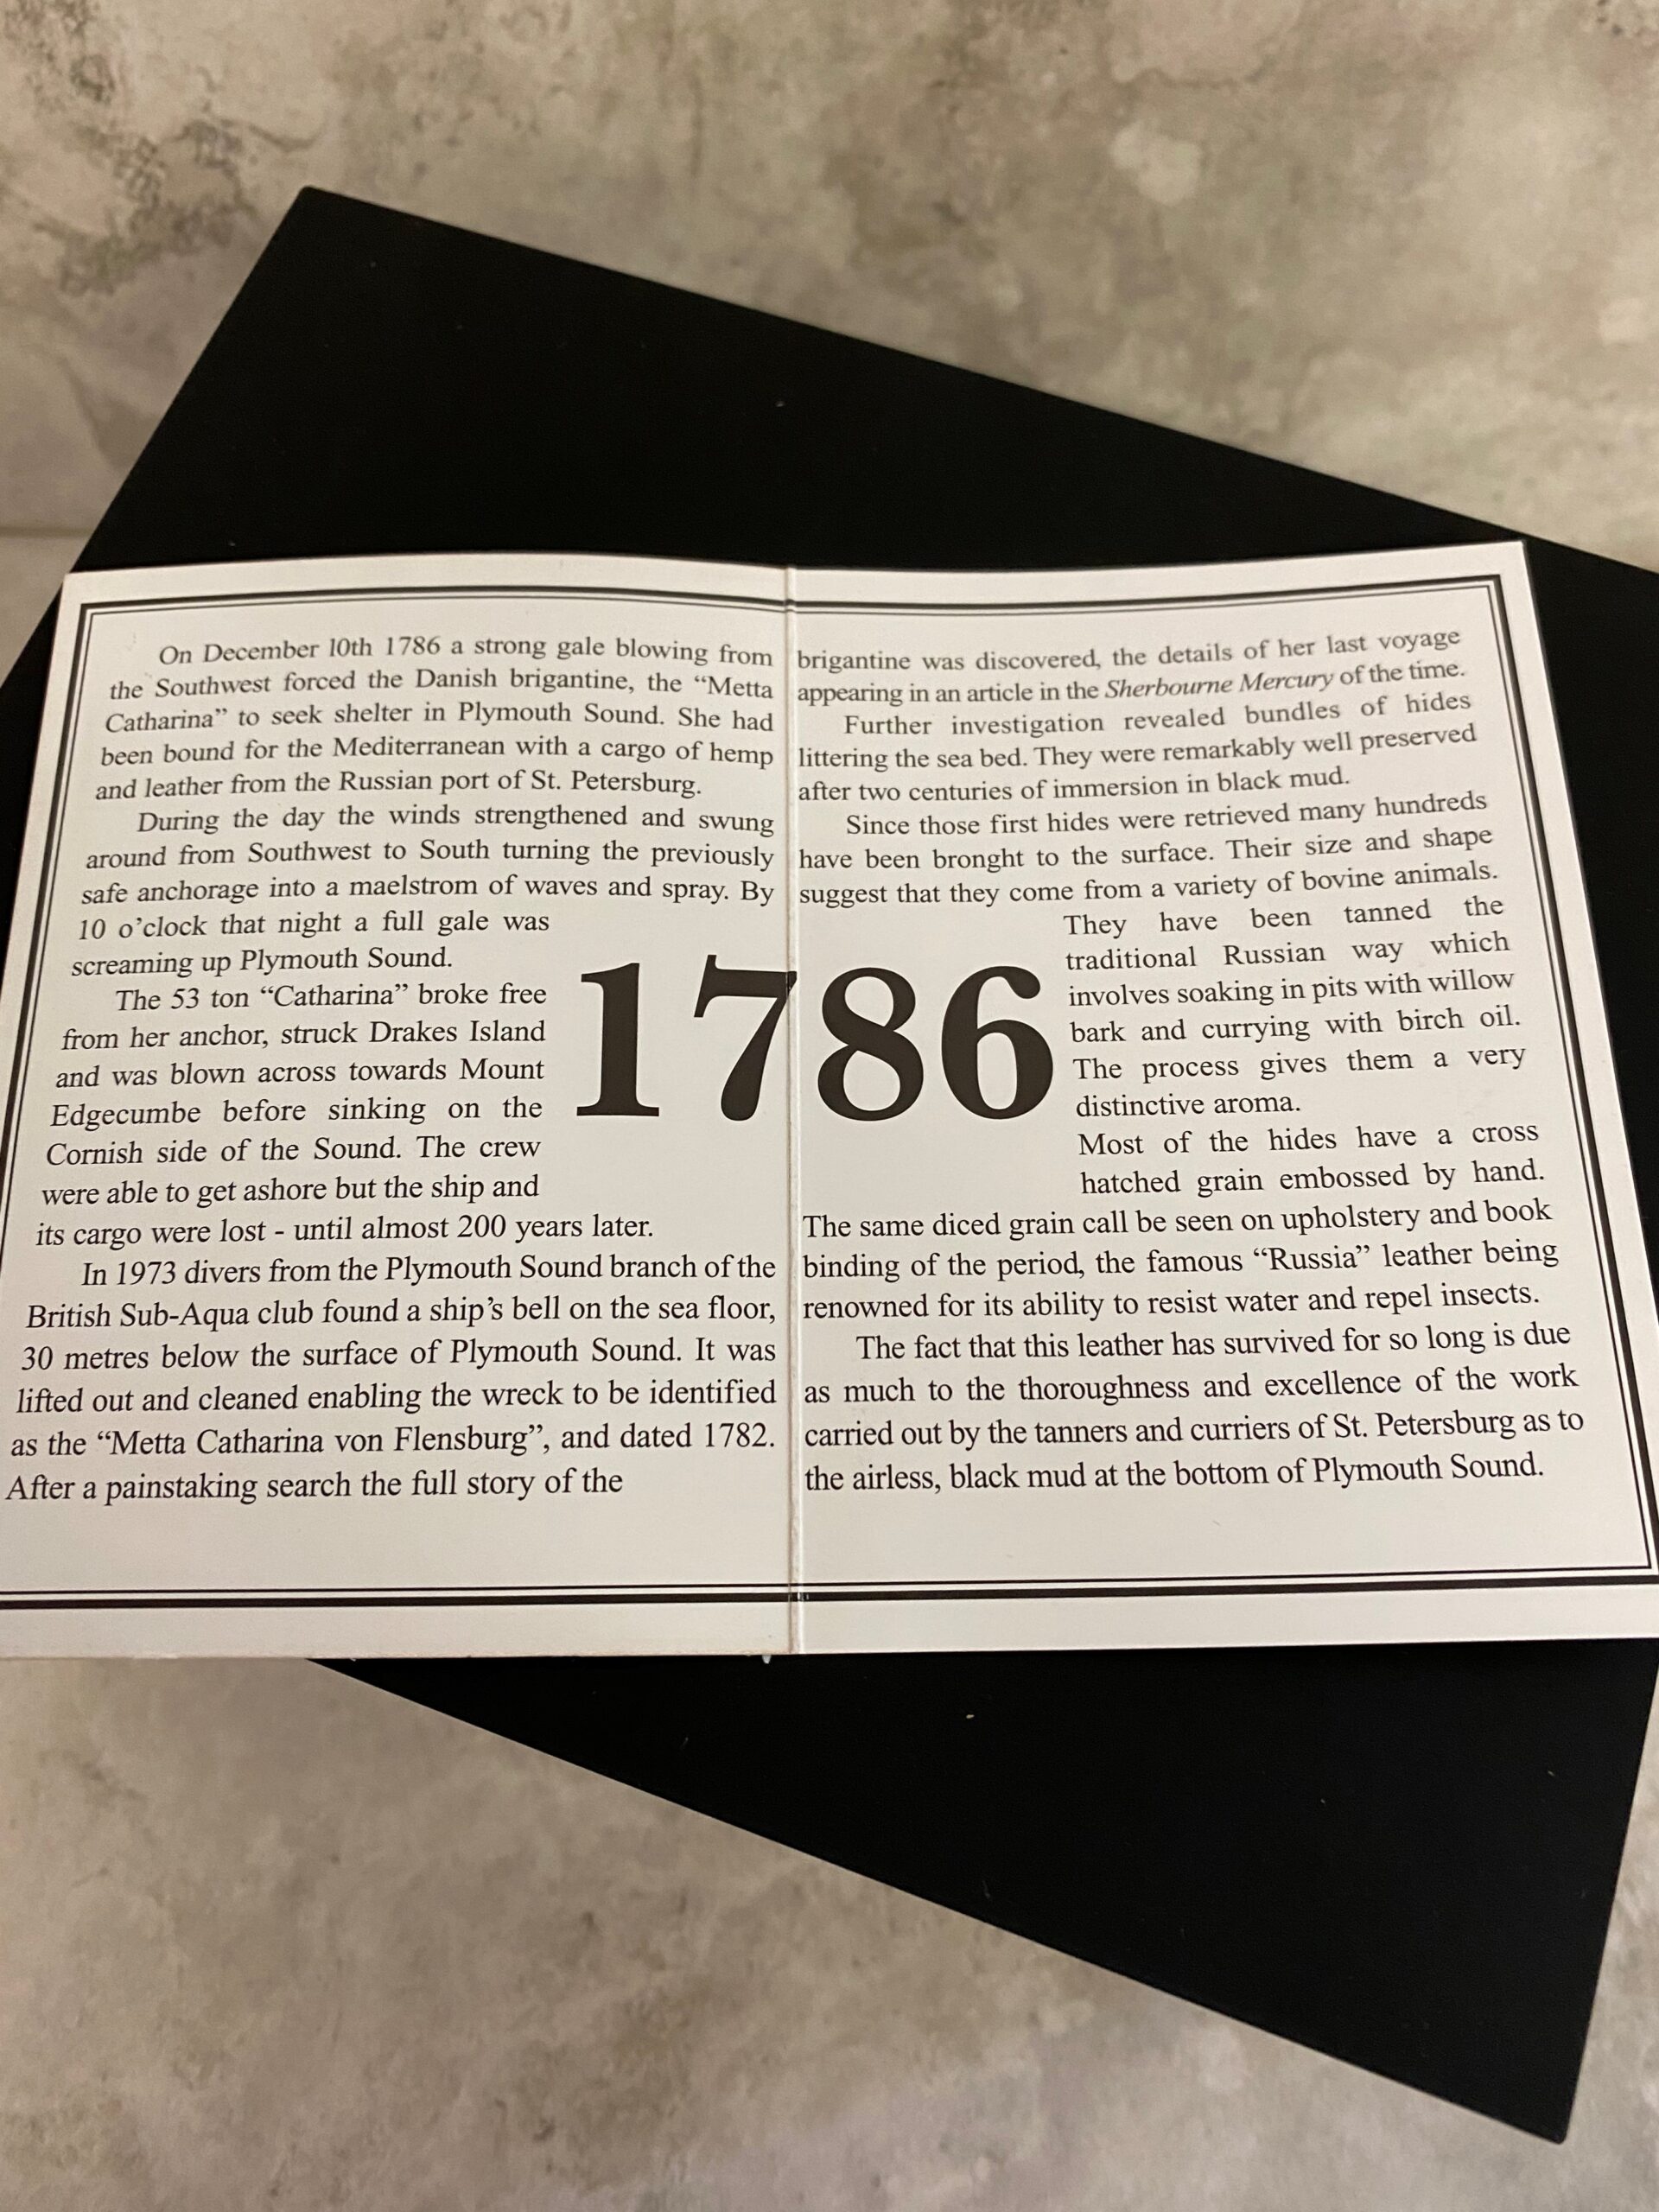 On December 10th 1786 a strong gale blowing from
the Southwest forced the Danish brigantine, the “Metta
Catharina” to seek shelter in Plymouth Sound. She had
been bound for the Mediterranean with a cargo of hemp
and leather from the Russian port of St. Petersburg.
During the day the winds strengthened and swung
around from Southwest to South turning the previously
safe anchorage into a maelstrom of waves and spray. By
10 o’clock that night a full gale was
screaming up Plymouth Sound.
The 53 ton “Catharina” broke free
from her anchor, struck Drakes Island
and was blown across towards Mount
Edgecumbe before sinking on the
Cornish side of the Sound. The crew
were able to get ashore but the ship and
its cargo were lost - until almost 200 years later.
In 1973 divers from the Plymouth Sound branch of the
British Sub-Aqua club found a ship’s bell on the sea floor,
30 metres below the surface of Plymouth Sound. It was
lifted out and cleaned enabling the wreck to be identified
as the “Metta Catharina von Flensburg”, and dated 1782.
After a painstaking search the full story of the
1786
brigantine was discovered, the details of her last voyage
appearing in an article in the Sherbourne Mercury of the time.
Further investigation revealed bundles of hides
littering the sea bed. They were remarkably well preserved
after two centuries of immersion in black mud.
Since those first hides were retrieved many hundreds
have been bronght to the surface. Their size and shape
suggest that they come from a variety of bovine animals.
They have been tanned the
traditional Russian way which
involves soaking in pits with willow
bark and currying with birch oil.
The process gives them a very
distinctive aroma.
Most of the hides have a cross
hatched grain embossed by hand.
The same diced grain call be seen on upholstery and book
binding of the period, the famous “Russia” leather being
renowned for its ability to resist water and repel insects.
The fact that this leather has survived for so long is due
as much to the thoroughness and excellence of the work
carried out by the tanners and curriers of St. Petersburg as to
the airless, black mud at the bottom of Plymouth Sound.